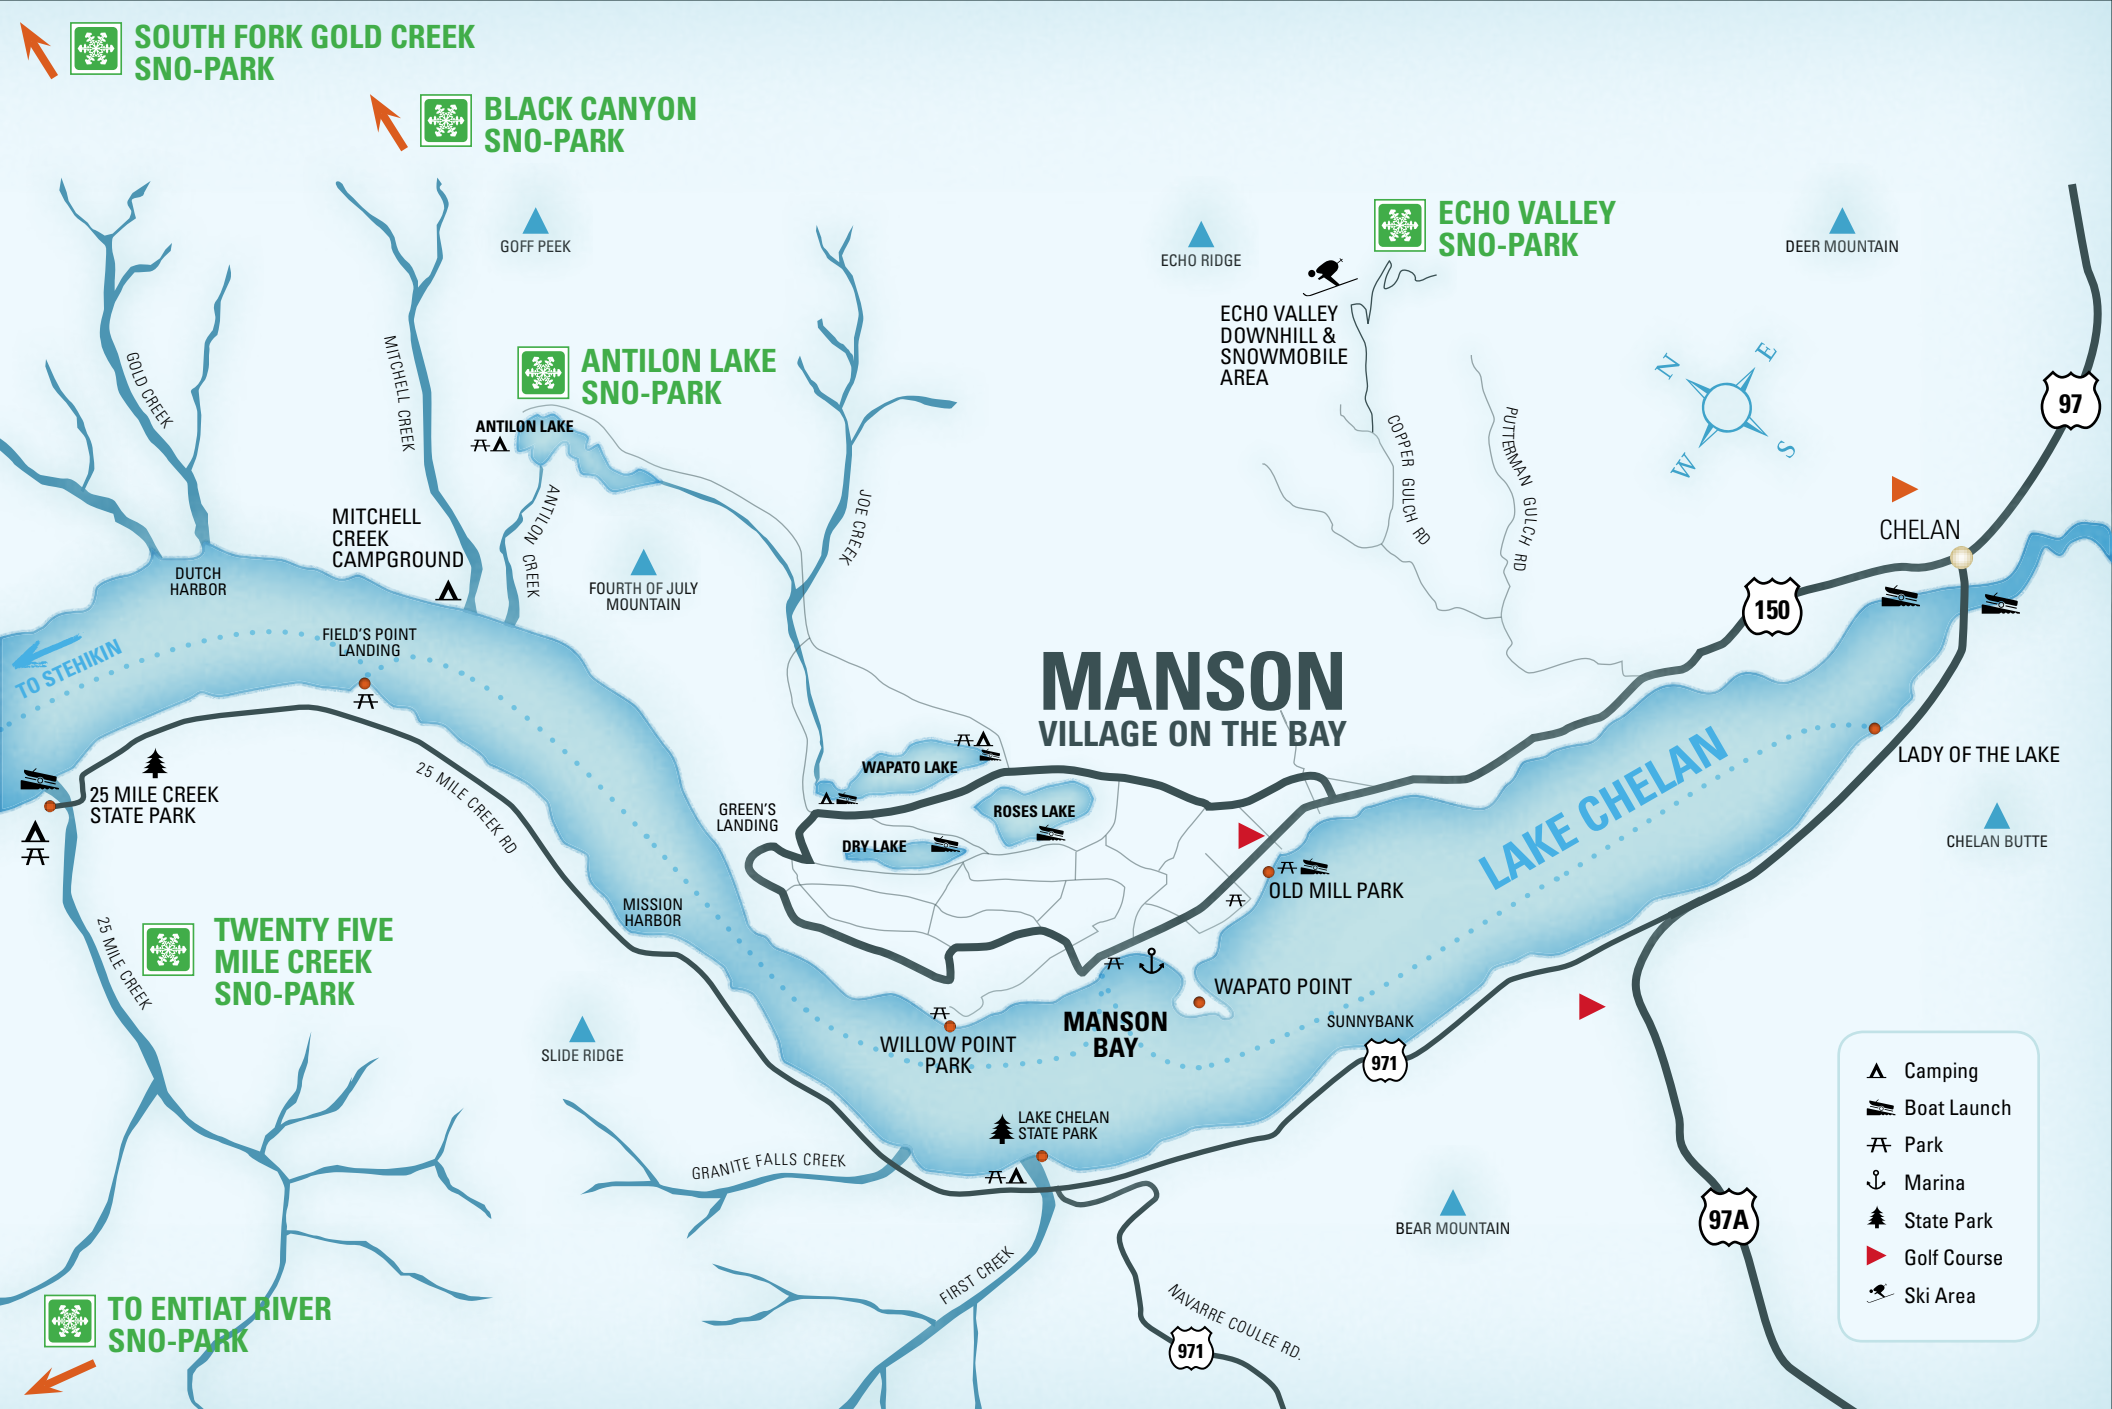 SOUTH FORK GOLD CREEK
SNO-PARK
BLACK CANYON
SNO-PARK
GOFF PEEK
ECHO RIDGE
ECHO VALLEY
SNO-PARK
DEER MOUNTAIN
ECHO VALLEY
DOWNHILL &
SNOWMOBILE
AREA
N
E
W
S
97
GOLD CREEK
MITCHELL CREEK
ANTILON LAKE
SNO-PARK
ANTILON LAKE
ANTILON CREEK
JOE CREEK
COPPER GULCH RD
PUTTERMAN GULCH RD
CHELAN
150
MITCHELL
CREEK
CAMPGROUND
DUTCH
HARBOR
FOURTH OF JULY
MOUNTAIN
FIELD'S POINT
LANDING
TO STEHIKIN
MANSON
VILLAGE ON THE BAY
LADY OF THE LAKE
LAKE CHELAN
CHELAN BUTTE
25 MILE CREEK
STATE PARK
25 MILE CREEK RD
GREEN'S
LANDING
WAPATO LAKE
ROSES LAKE
DRY LAKE
OLD MILL PARK
MISSION
HARBOR
25 MILE CREEK
TWENTY FIVE
MILE CREEK
SNO-PARK
WAPATO POINT
MANSON
BAY
SUNNYBANK
971
WILLOW POINT
PARK
SLIDE RIDGE
LAKE CHELAN
STATE PARK
GRANITE FALLS CREEK
FIRST CREEK
BEAR MOUNTAIN
97A
NAVARRE COULEE RD.
971
TO ENTIAT RIVER
SNO-PARK
Camping
Boat Launch
Park
Marina
State Park
Golf Course
Ski Area